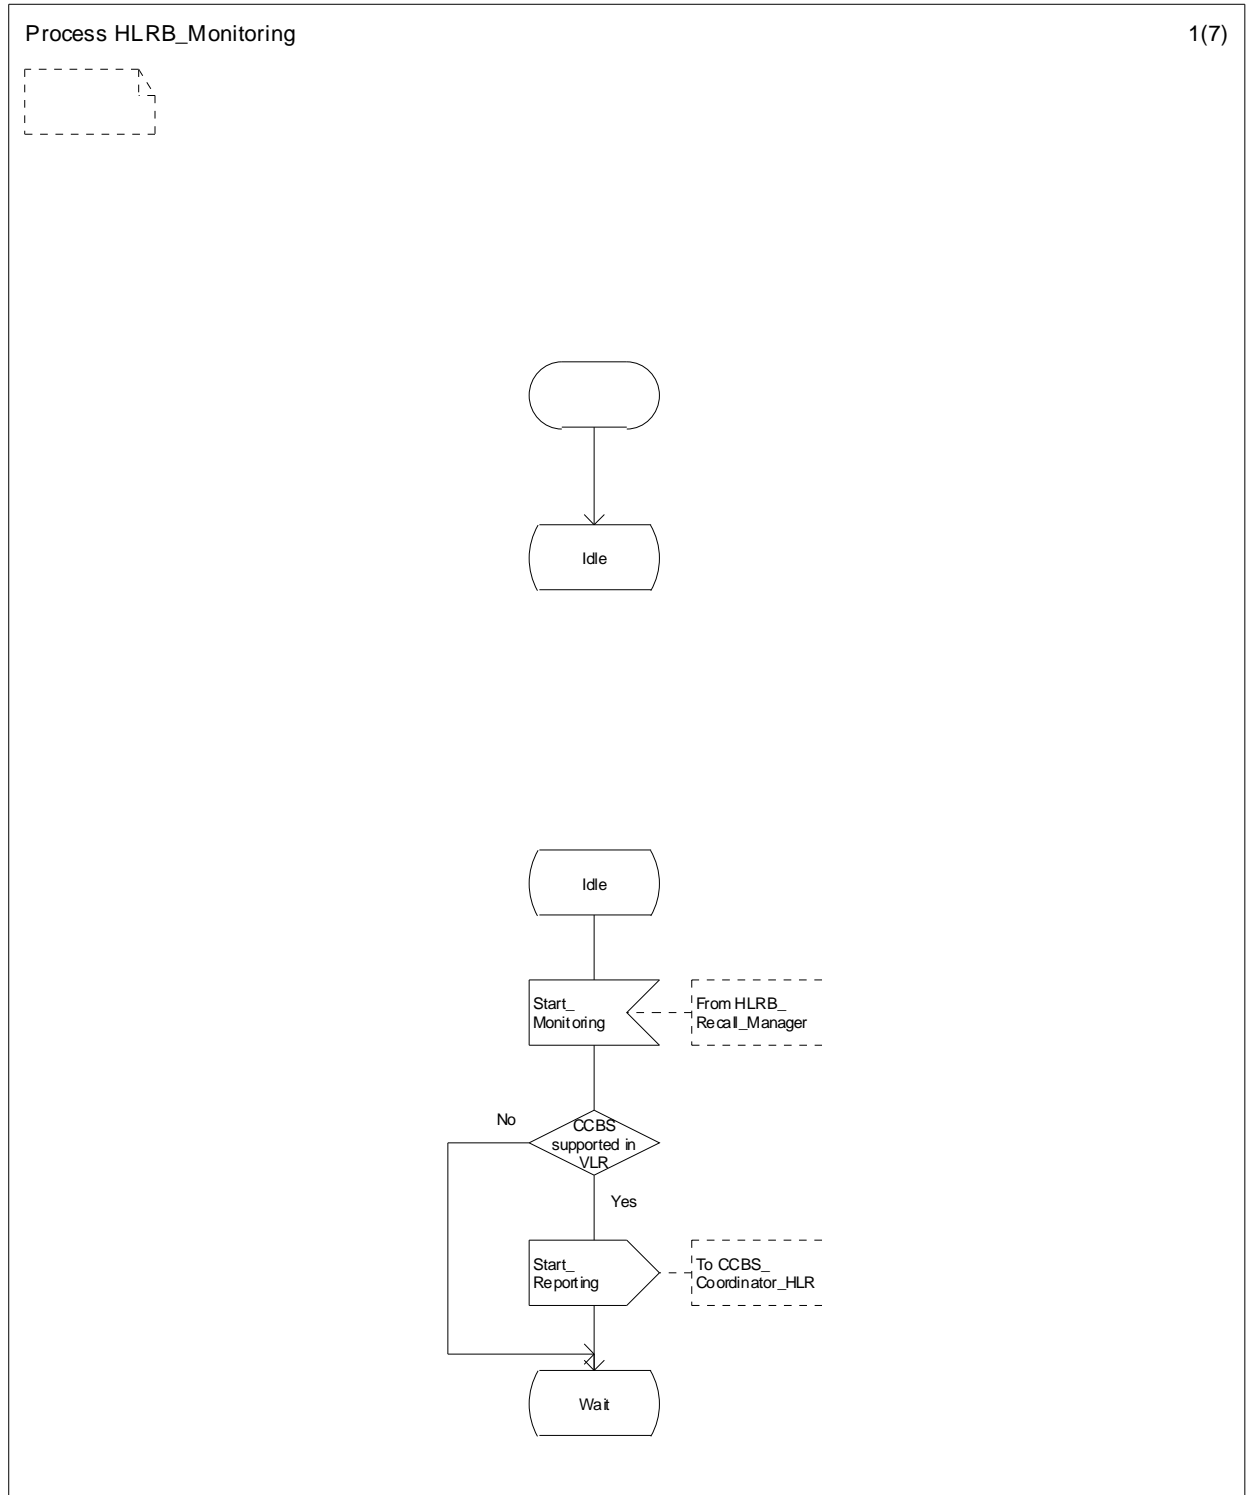 Process HLRB_Monitoring
1(7)
Idle
Idle
Start_
Monitoring
From HLRB_
Recall_Manager
No
CCBS
supported in
VLR
Yes
Start_
Reporting
To CCBS_
Coordinator_HLR
Wait